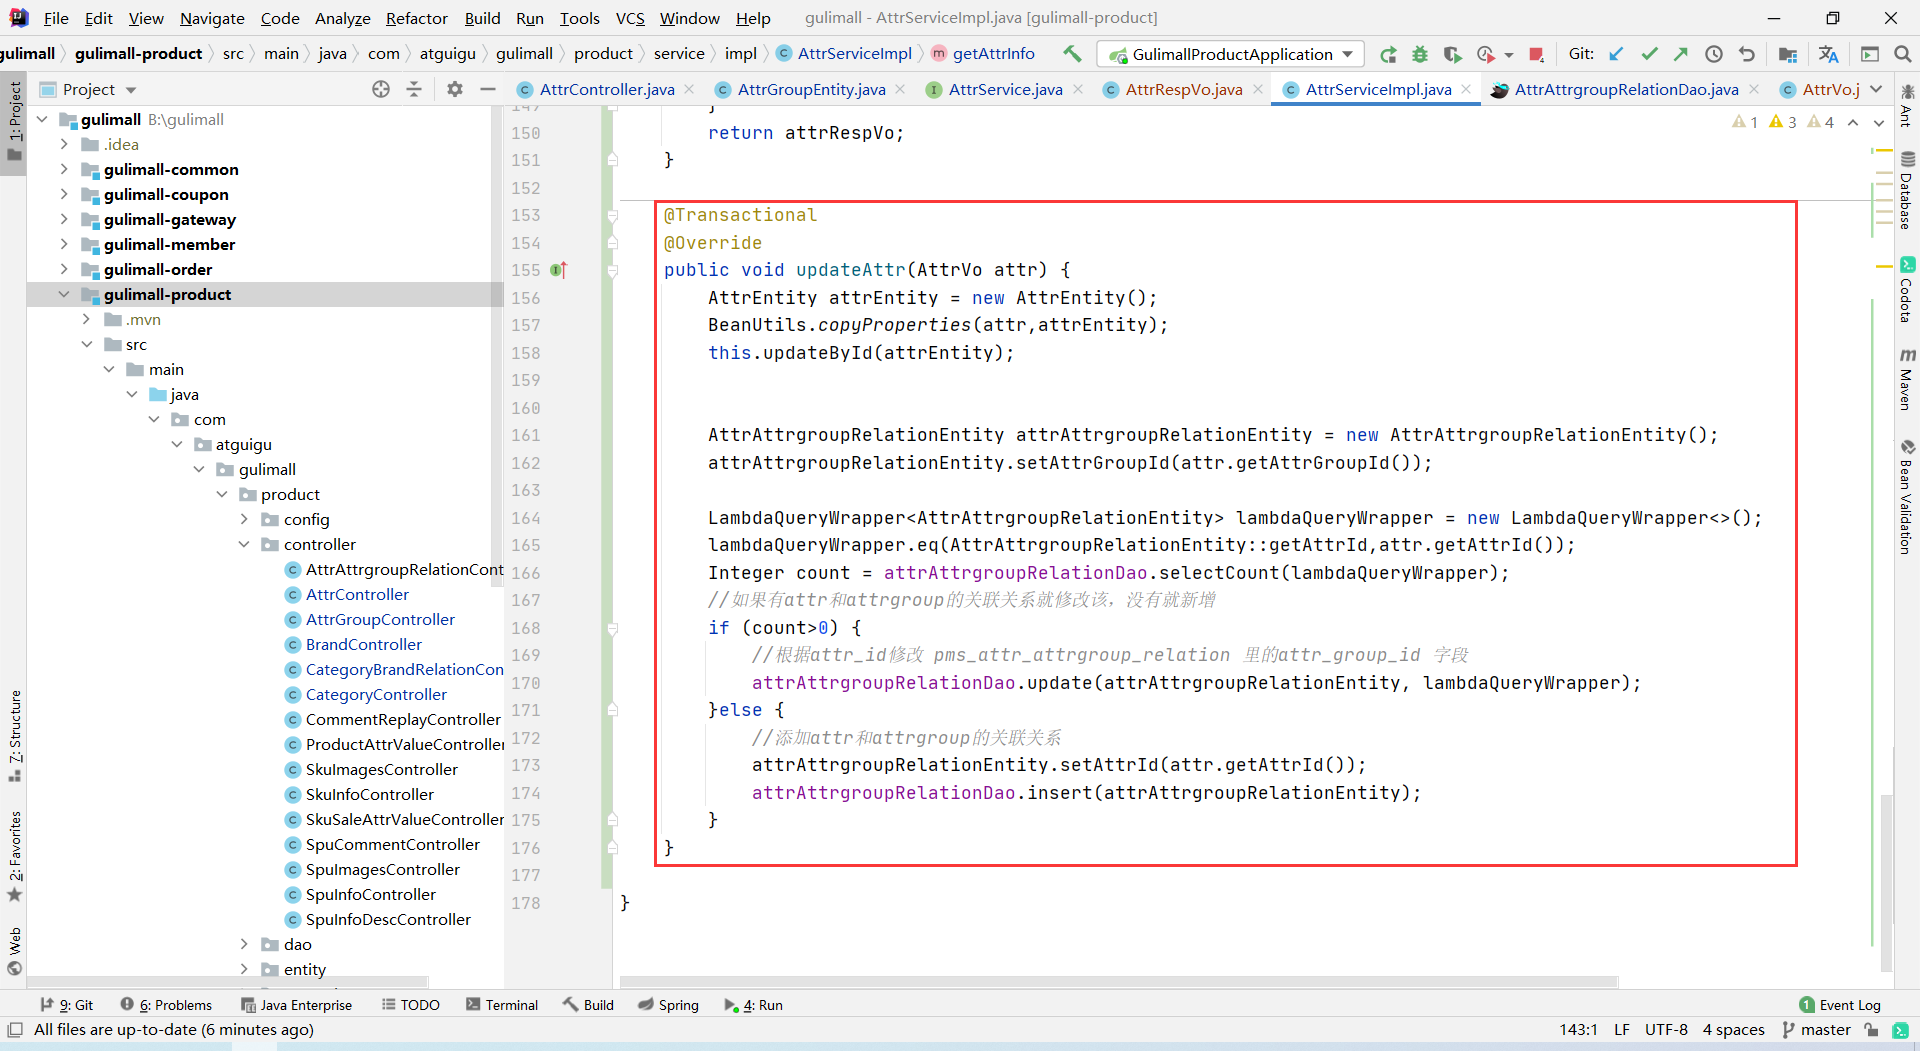 File Edit View Navigate Code Analyze Refactor Build Run Tools VCS Window Help gulimall - AttrServiceImpl.java [gulimall-product]
gulimall gulimall-product src main java com atguigu gulimall product service impl AttrServiceImpl getAttrInfo GulimallProductApplication Git:
Project AttrController.java AttrGroupEntity.java AttrService.java AttrRespVo.java AttrServiceImpl.java AttrAttrgroupRelationDao.java AttrVo.j
1: Project
7: Structure
2: Favorites
Web
gulimall B:\gulimall
.idea
gulimall-common
gulimall-coupon
gulimall-gateway
gulimall-member
gulimall-order
gulimall-product
.mvn
src
main
java
com
atguigu
gulimall
product
config
controller
AttrAttrgroupRelationCont
AttrController
AttrGroupController
BrandController
CategoryBrandRelationCon
CategoryController
CommentReplayController
ProductAttrValueController
SkuImagesController
SkuInfoController
SkuSaleAttrValueController
SpuCommentController
SpuImagesController
SpuInfoController
SpuInfoDescController
dao
entity
1 3 4
149 }
150 return attrRespVo;
151 }
152
153 @Transactional
154 @Override
155 public void updateAttr(AttrVo attr) {
156 AttrEntity attrEntity = new AttrEntity();
157 BeanUtils.copyProperties(attr,attrEntity);
158 this.updateById(attrEntity);
159
160
161 AttrAttrgroupRelationEntity attrAttrgroupRelationEntity = new AttrAttrgroupRelationEntity();
162 attrAttrgroupRelationEntity.setAttrGroupId(attr.getAttrGroupId());
163
164 LambdaQueryWrapper<AttrAttrgroupRelationEntity> lambdaQueryWrapper = new LambdaQueryWrapper<>();
165 lambdaQueryWrapper.eq(AttrAttrgroupRelationEntity::getAttrId,attr.getAttrId());
166 Integer count = attrAttrgroupRelationDao.selectCount(lambdaQueryWrapper);
167 //如果有attr和attrgroup的关联关系就修改该，没有就新增
168 if (count>0) {
169 //根据attr_id修改 pms_attr_attrgroup_relation 里的attr_group_id 字段
170 attrAttrgroupRelationDao.update(attrAttrgroupRelationEntity, lambdaQueryWrapper);
171 }else {
172 //添加attr和attrgroup的关联关系
173 attrAttrgroupRelationEntity.setAttrId(attr.getAttrId());
174 attrAttrgroupRelationDao.insert(attrAttrgroupRelationEntity);
175 }
176 }
177
178 }
Ant
Database
Codota
Maven
Bean Validation
9: Git 6: Problems Java Enterprise TODO Terminal Build Spring 4: Run 1 Event Log
All files are up-to-date (6 minutes ago) 143:1 LF UTF-8 4 spaces master